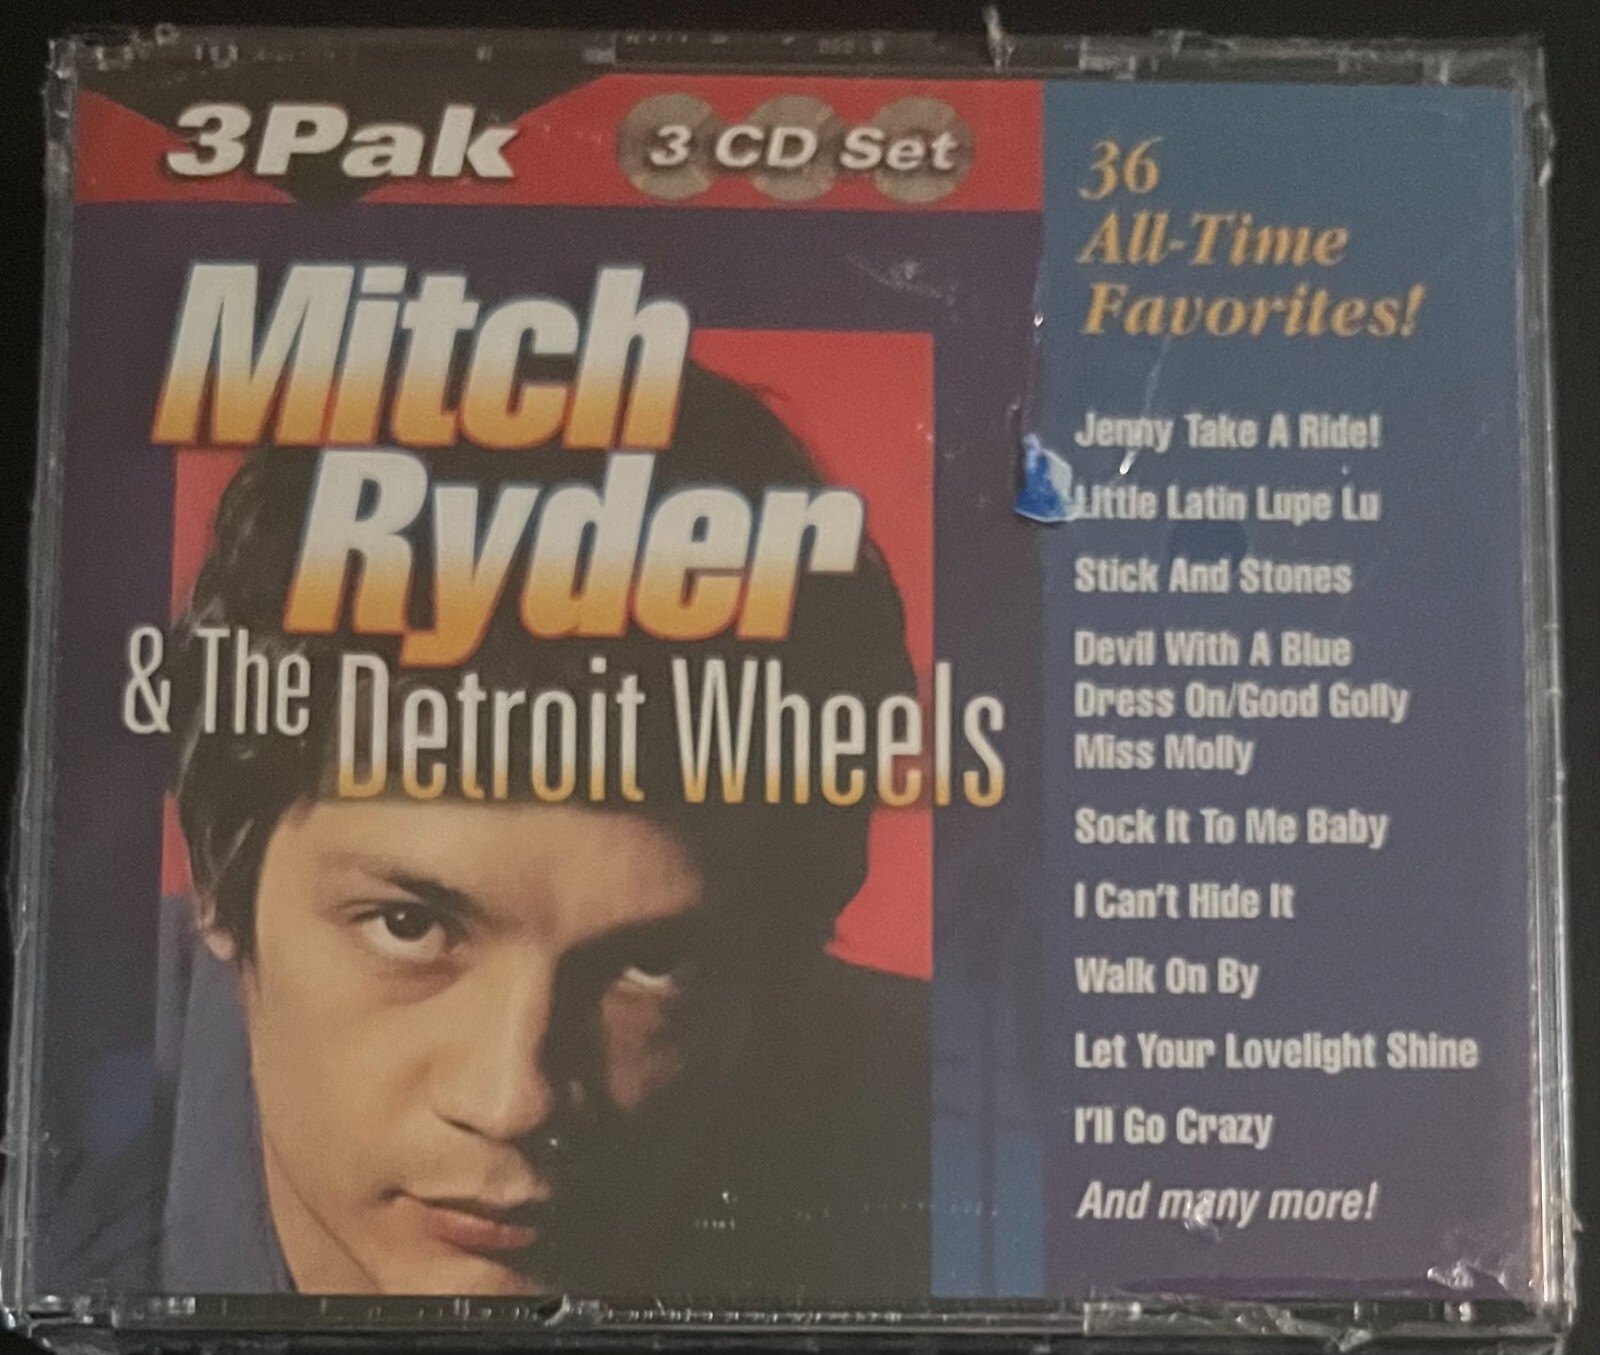 3Pak
3 CD Set
Mitch
Ryder
& The Detroit Wheels
36
All-Time
Favorites!
Jenny Take A Ride!
Little Latin Lupe Lu
Stick And Stones
Devil With A Blue
Dress On/Good Golly
Miss Molly
Sock It To Me Baby
I Can't Hide It
Walk On By
Let Your Lovelight Shine
I'll Go Crazy
And many more!